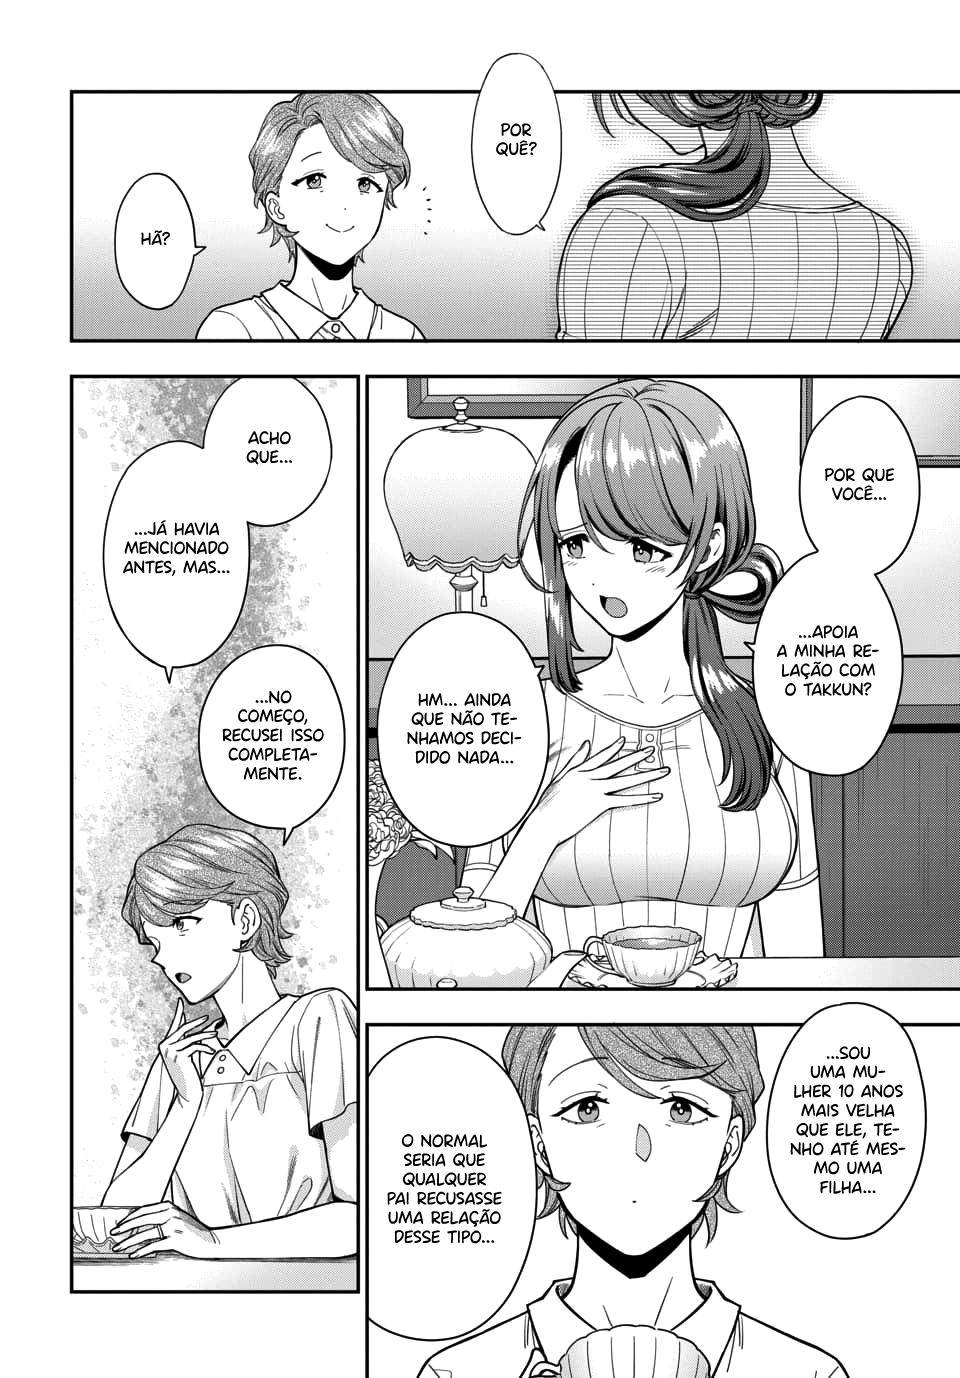 POR
QUÊ?
HÃ?
POR QUE
VOCÊ...
...APOIA
A MINHA RE-
LAÇÃO COM
O TAKKUN?
HM... AINDA
QUE NÃO TE-
NHAMOS DECI-
DIDO NADA...
...SOU
UMA MU-
LHER 10 ANOS
MAIS VELHA
QUE ELE, TE-
NHO ATÉ MES-
MO UMA
FILHA...
O NORMAL
SERIA QUE
QUALQUER
PAI RECUSASSE
UMA RELAÇÃO
DESSE TIPO...
ACHO
QUE...
...JÁ HAVIA
MENCIONADO
ANTES, MAS...
...NO
COMEÇO,
RECUSEI ISSO
COMPLETA-
MENTE.